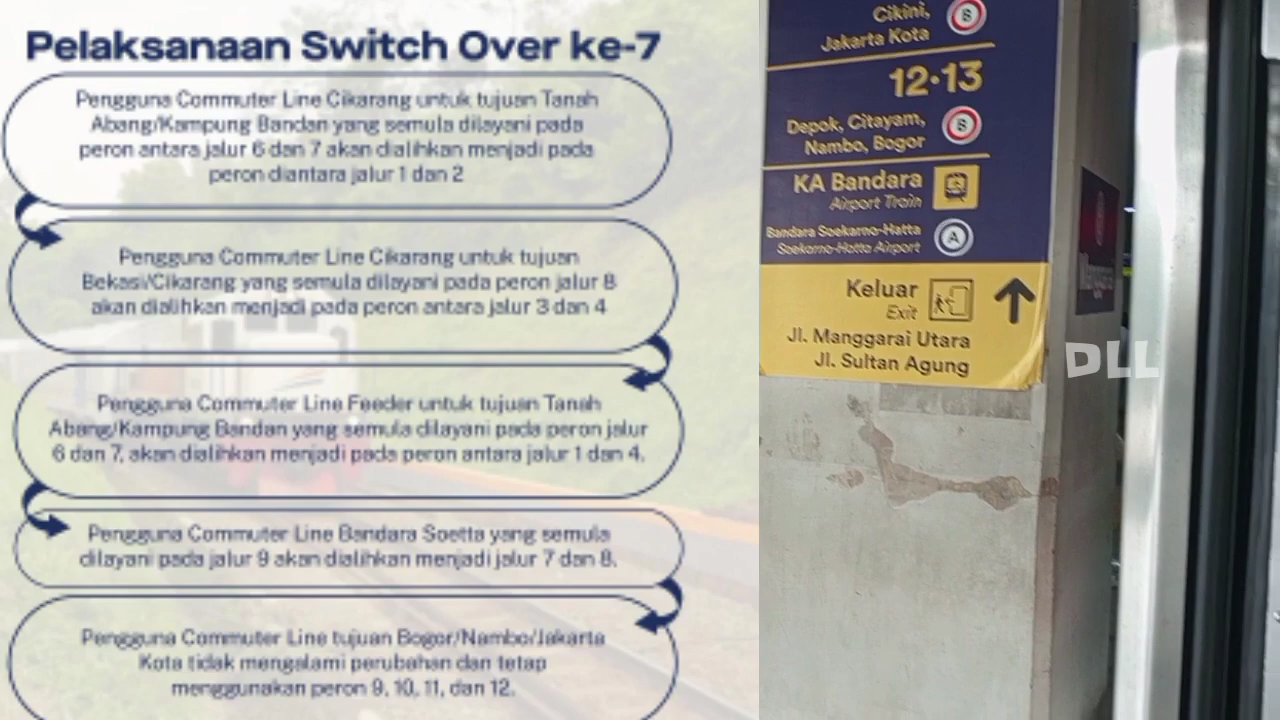 Pelaksanaan Switch Over ke-7
Pengguna Commuter Line Cikarang untuk tujuan Tanah
Abang/Kampung Bandan yang semula dilayani pada
peron antara jalur 6 dan 7 akan dialihkan menjadi pada
peron diantara jalur 1 dan 2
Pengguna Commuter Line Cikarang untuk tujuan
Bekasi/Cikarang yang semula dilayani pada peron jalur 8
akan dialihkan menjadi pada peron antara jalur 3 dan 4
Pengguna Commuter Line Feeder untuk tujuan Tanah
Abang/Kampung Bandan yang semula dilayani pada peron jalur
6 dan 7, akan dialihkan menjadi pada peron antara jalur 1 dan 4.
Pengguna Commuter Line Bandara Soetta yang semula
dilayani pada jalur 9 akan dialihkan menjadi jalur 7 dan 8.
Pengguna Commuter Line tujuan Bogor/Nambo/Jakarta
Kota tidak mengalami perubahan dan tetap
menggunakan peron 9, 10, 11, dan 12.
Cikini,
Jakarta Kota
B
12•13
Depok, Citayam,
Nambo, Bogor
B
KA Bandara
Airport Train
Bandara Soekarno-Hatta
Soekarno-Hatta Airport
A
Keluar
Exit
Jl. Manggarai Utara
Jl. Sultan Agung
DLL